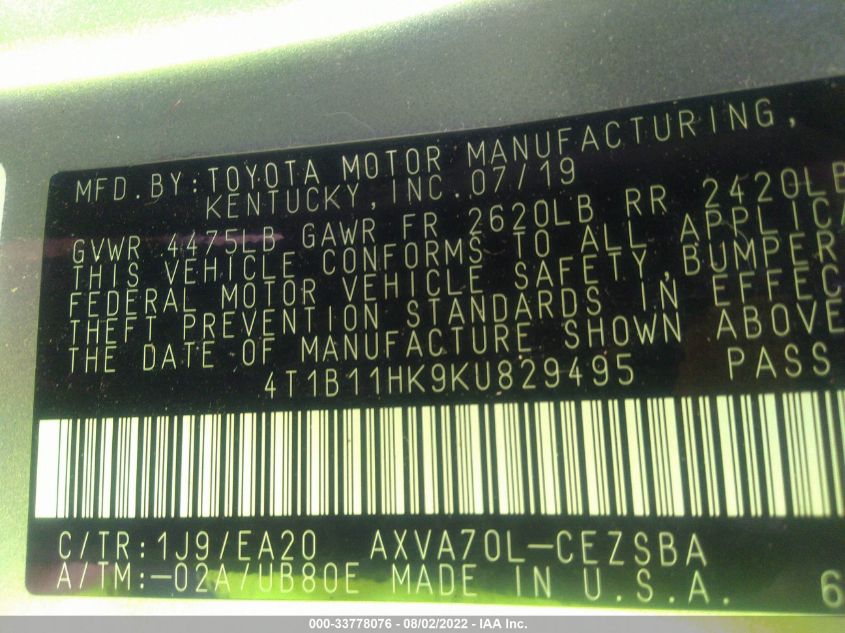 MFD. BY: TOYOTA MOTOR MANUFACTURING,
KENTUCKY, INC. 07/19
GVWR 4475LB GAWR FR 2620LB RR 2420LB
THIS VEHICLE CONFORMS TO ALL APPLICA
FEDERAL MOTOR VEHICLE SAFETY, BUMPER
THEFT PREVENTION STANDARDS IN EFFEC
THE DATE OF MANUFACTURE SHOWN ABOVE
4T1B11HK9KU829495 PASS
C/TR: 1J9/EA20 AXVA70L-CEZSBA
A/TM: -02A/UB80E MADE IN U.S.A. 6
000-33778076 - 08/02/2022 - IAA Inc.